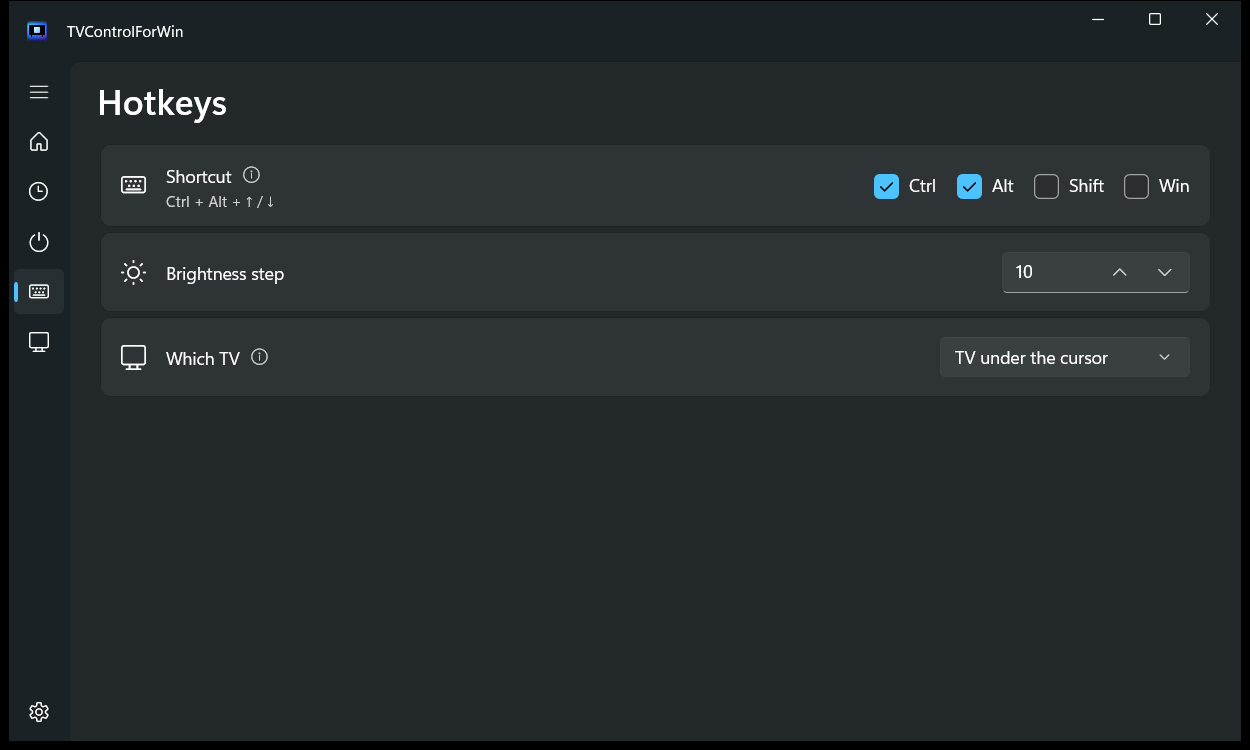 TVControlForWin
Hotkeys
Shortcut
Ctrl + Alt + ↑ / ↓
Ctrl
Alt
Shift
Win
Brightness step
10
Which TV
TV under the cursor